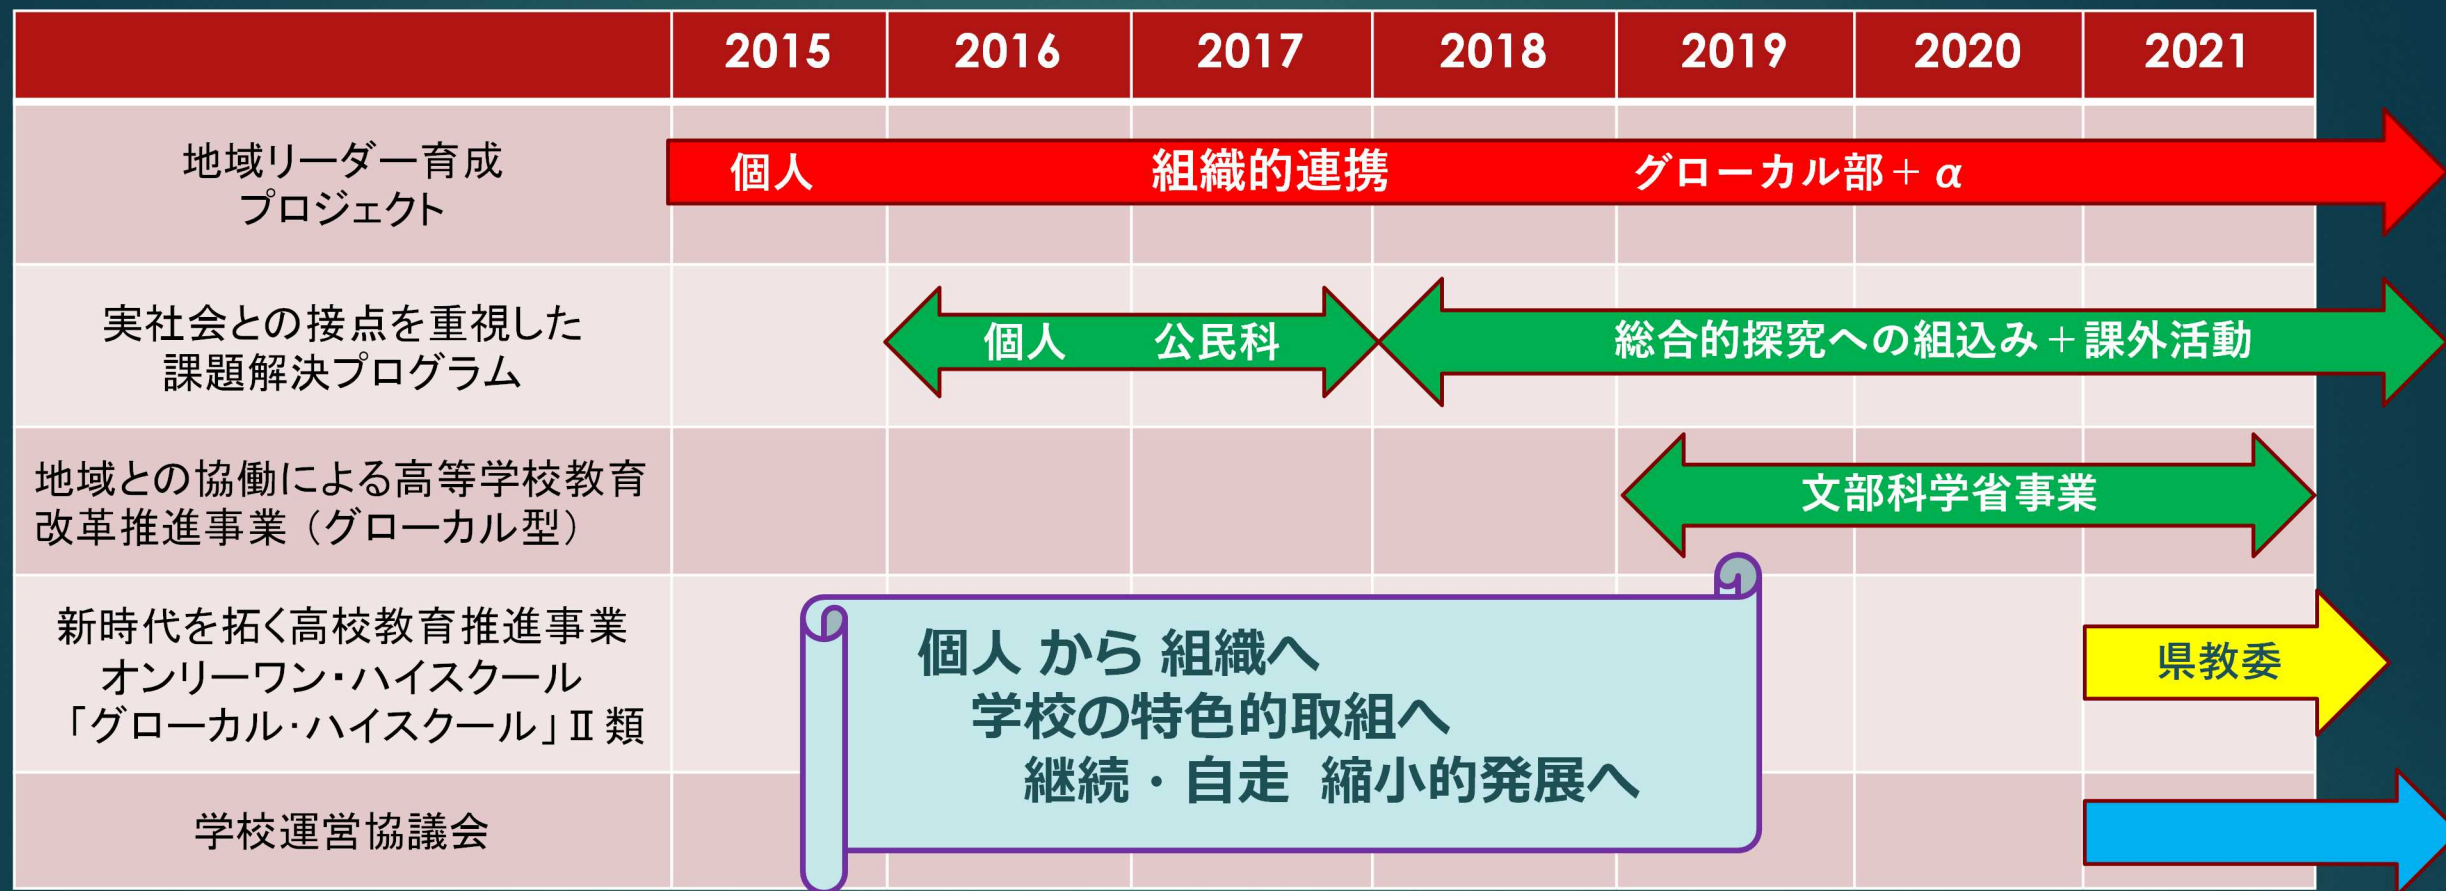 2015 2016 2017 2018 2019 2020 2021
地域リーダー育成
プロジェクト
個人 組織的連携 グローカル部＋α
実社会との接点を重視した
課題解決プログラム
個人 公民科
総合的探究への組込み＋課外活動
地域との協働による高等学校教育
改革推進事業（グローカル型）
文部科学省事業
新時代を拓く高校教育推進事業
オンリーワン・ハイスクール
「グローカル・ハイスクール」Ⅱ類
県教委
個人 から 組織へ
学校の特色的取組へ
継続・自走 縮小的発展へ
学校運営協議会